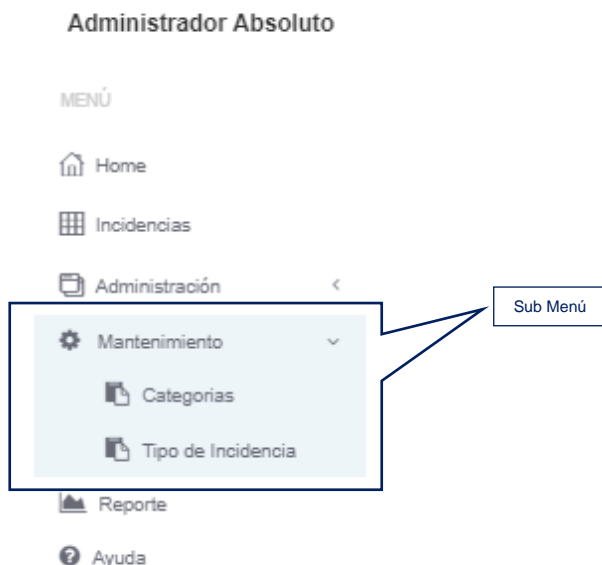 Administrador Absoluto
MENÚ
Home
Incidencias
Administración
Sub Menú
Mantenimiento
Categorias
Tipo de Incidencia
Reporte
Ayuda